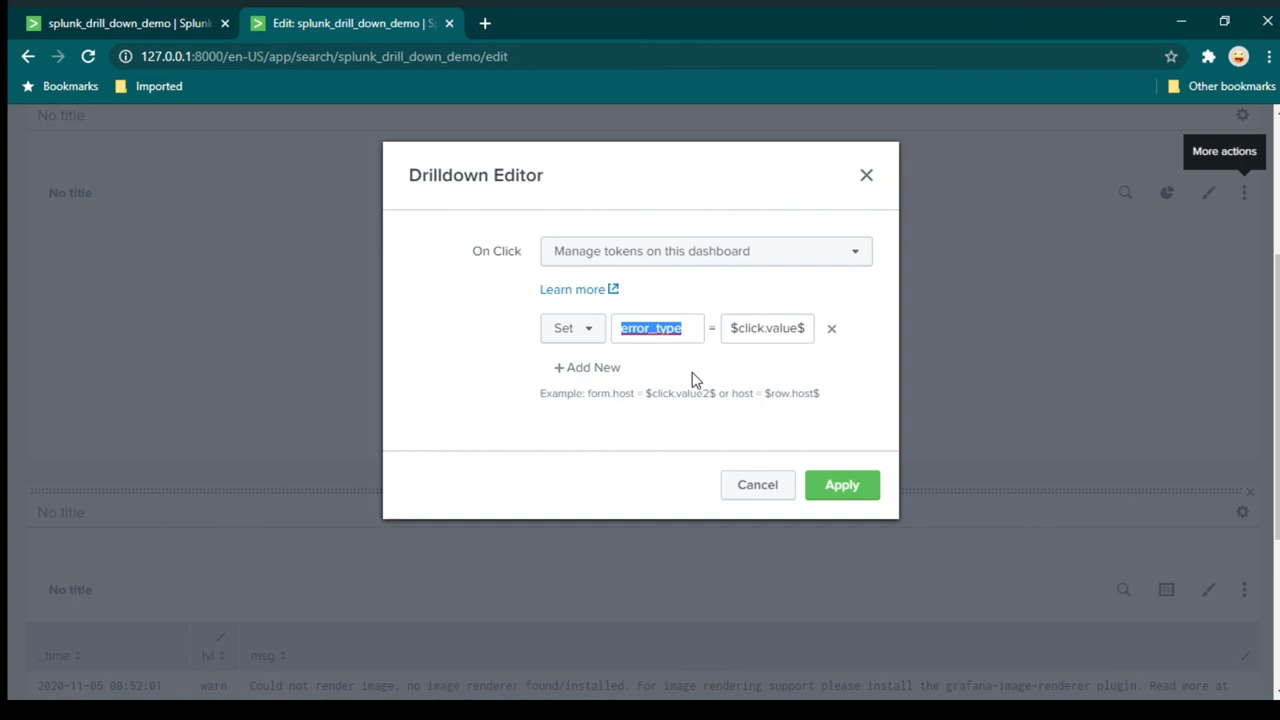 splunk_drill_down_demo | Splunk
Edit: splunk_drill_down_demo | S
127.0.0.1:8000/en-US/app/search/splunk_drill_down_demo/edit
Bookmarks
Imported
Other bookmarks
No title
More actions
No title
Drilldown Editor
On Click
Manage tokens on this dashboard
Learn more
Set
error_type
=
$click.value$
+ Add New
Example: form.host = $click.value2$ or host = $row.host$
Cancel
Apply
No title
No title
_time
lvl
msg
2020-11-05 00:52:01
warn
Could not render image, no image renderer found/installed. For image rendering support please install the grafana-image-renderer plugin. Read more at